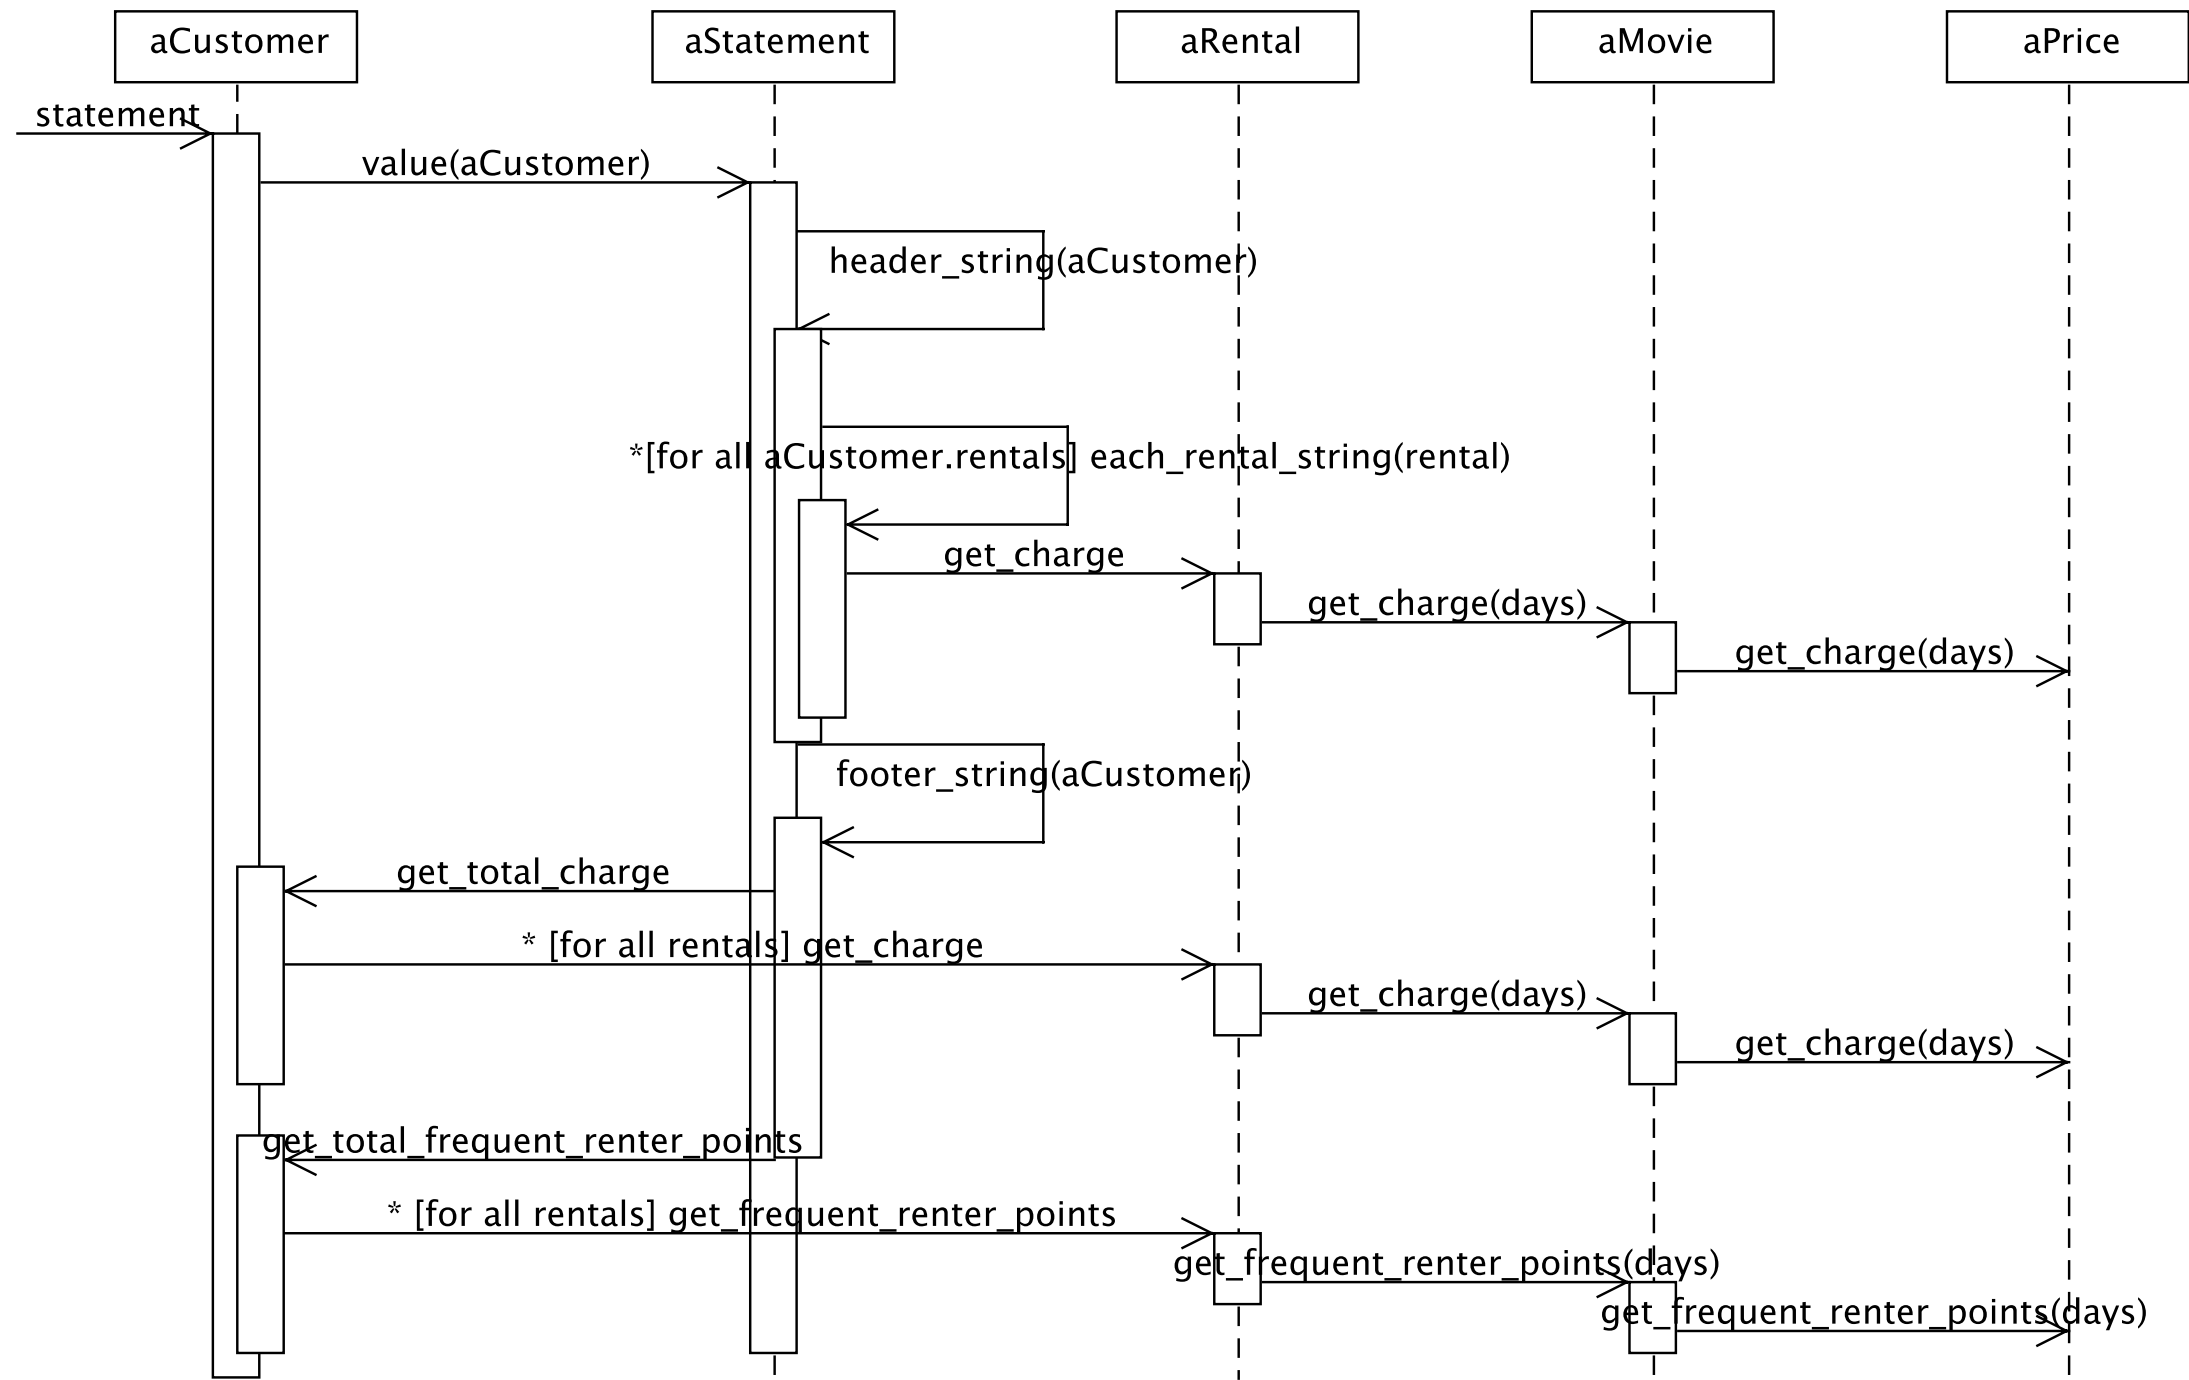 aCustomer
aStatement
aRental
aMovie
aPrice
statement
value(aCustomer)
header_string(aCustomer)
*[for all aCustomer.rentals] each_rental_string(rental)
get_charge
get_charge(days)
get_charge(days)
footer_string(aCustomer)
get_total_charge
* [for all rentals] get_charge
get_charge(days)
get_charge(days)
get_total_frequent_renter_points
* [for all rentals] get_frequent_renter_points
get_frequent_renter_points(days)
get_frequent_renter_points(days)